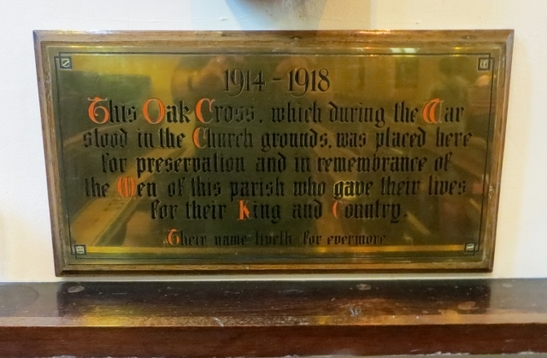 1914-1918
This Oak Cross, which during the War
stood in the Church grounds, was placed here
for preservation and in remembrance of
the Men of this parish who gave their lives
for their King and Country.
Their name liveth for evermore